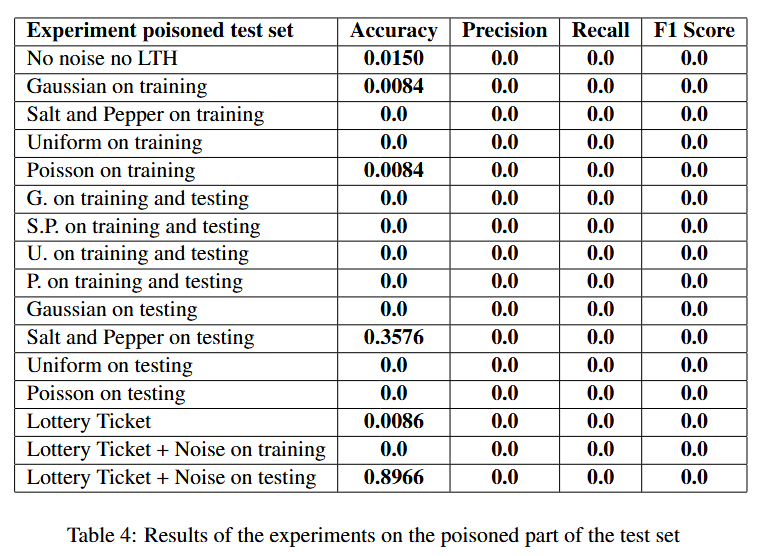 Experiment poisoned test set Accuracy Precision Recall F1 Score
No noise no LTH 0.0150 0.0 0.0 0.0
Gaussian on training 0.0084 0.0 0.0 0.0
Salt and Pepper on training 0.0 0.0 0.0 0.0
Uniform on training 0.0 0.0 0.0 0.0
Poisson on training 0.0084 0.0 0.0 0.0
G. on training and testing 0.0 0.0 0.0 0.0
S.P. on training and testing 0.0 0.0 0.0 0.0
U. on training and testing 0.0 0.0 0.0 0.0
P. on training and testing 0.0 0.0 0.0 0.0
Gaussian on testing 0.0 0.0 0.0 0.0
Salt and Pepper on testing 0.3576 0.0 0.0 0.0
Uniform on testing 0.0 0.0 0.0 0.0
Poisson on testing 0.0 0.0 0.0 0.0
Lottery Ticket 0.0086 0.0 0.0 0.0
Lottery Ticket + Noise on training 0.0 0.0 0.0 0.0
Lottery Ticket + Noise on testing 0.8966 0.0 0.0 0.0
Table 4: Results of the experiments on the poisoned part of the test set